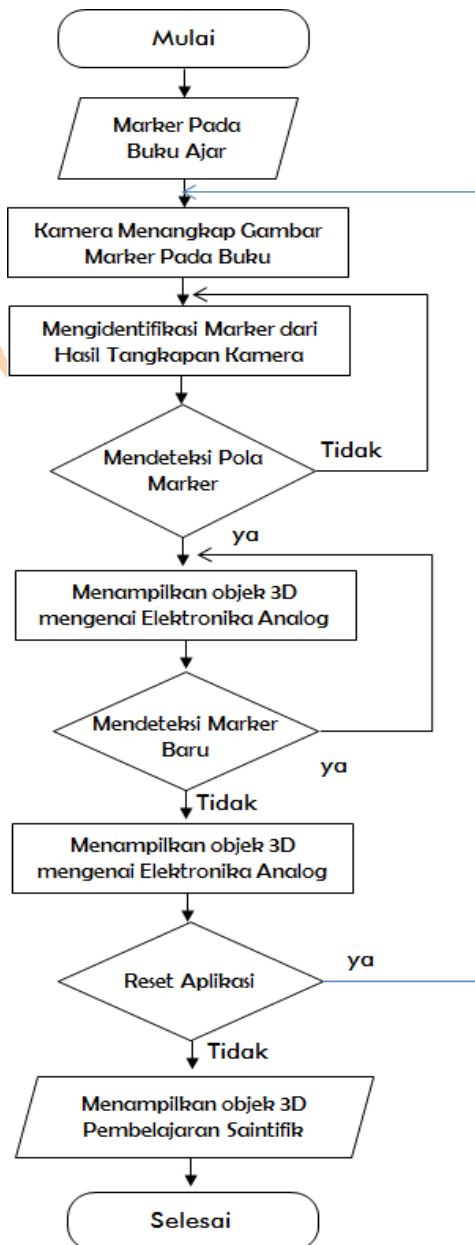 Mulai
Marker Pada
Buku Ajar
Kamera Menangkap Gambar
Marker Pada Buku
Mengidentifikasi Marker dari
Hasil Tangkapan Kamera
Mendeteksi Pola
Marker
Tidak
ya
Menampilkan objek 3D
mengenai Elektronika Analog
Mendeteksi Marker
Baru
ya
Tidak
Menampilkan objek 3D
mengenai Elektronika Analog
Reset Aplikasi
ya
Tidak
Menampilkan objek 3D
Pembelajaran Saintifik
Selesai